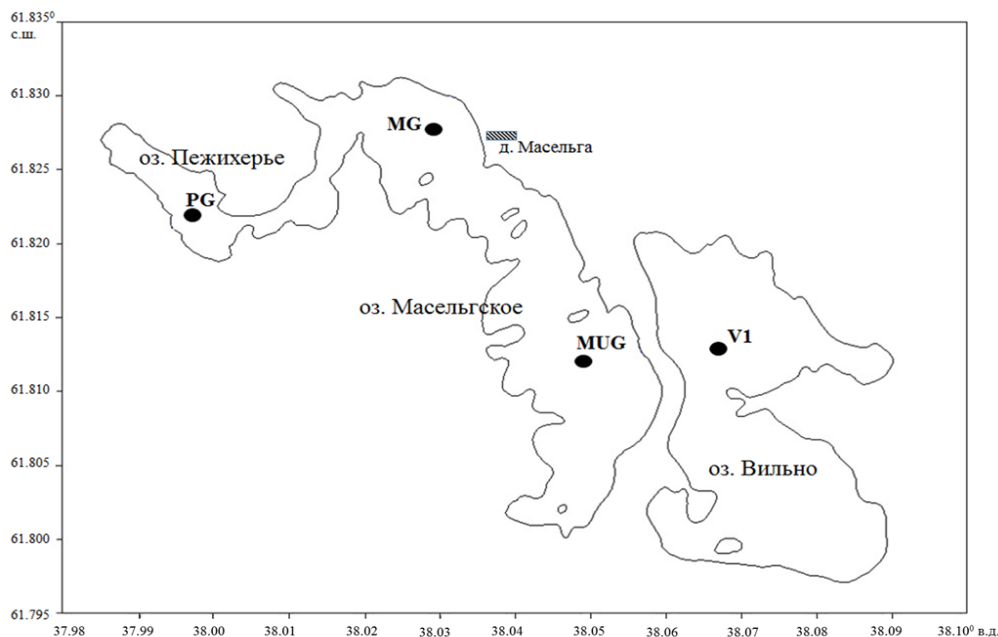 61.835⁰
с.ш.
61.830
MG
д. Масельга
оз. Пежихерье
61.825
PG
61.820
61.815
оз. Масельгское
MUG
V1
61.810
61.805
оз. Вильно
61.800
61.795
37.98 37.99 38.00 38.01 38.02 38.03 38.04 38.05 38.06 38.07 38.08 38.09 38.10⁰ в.д.